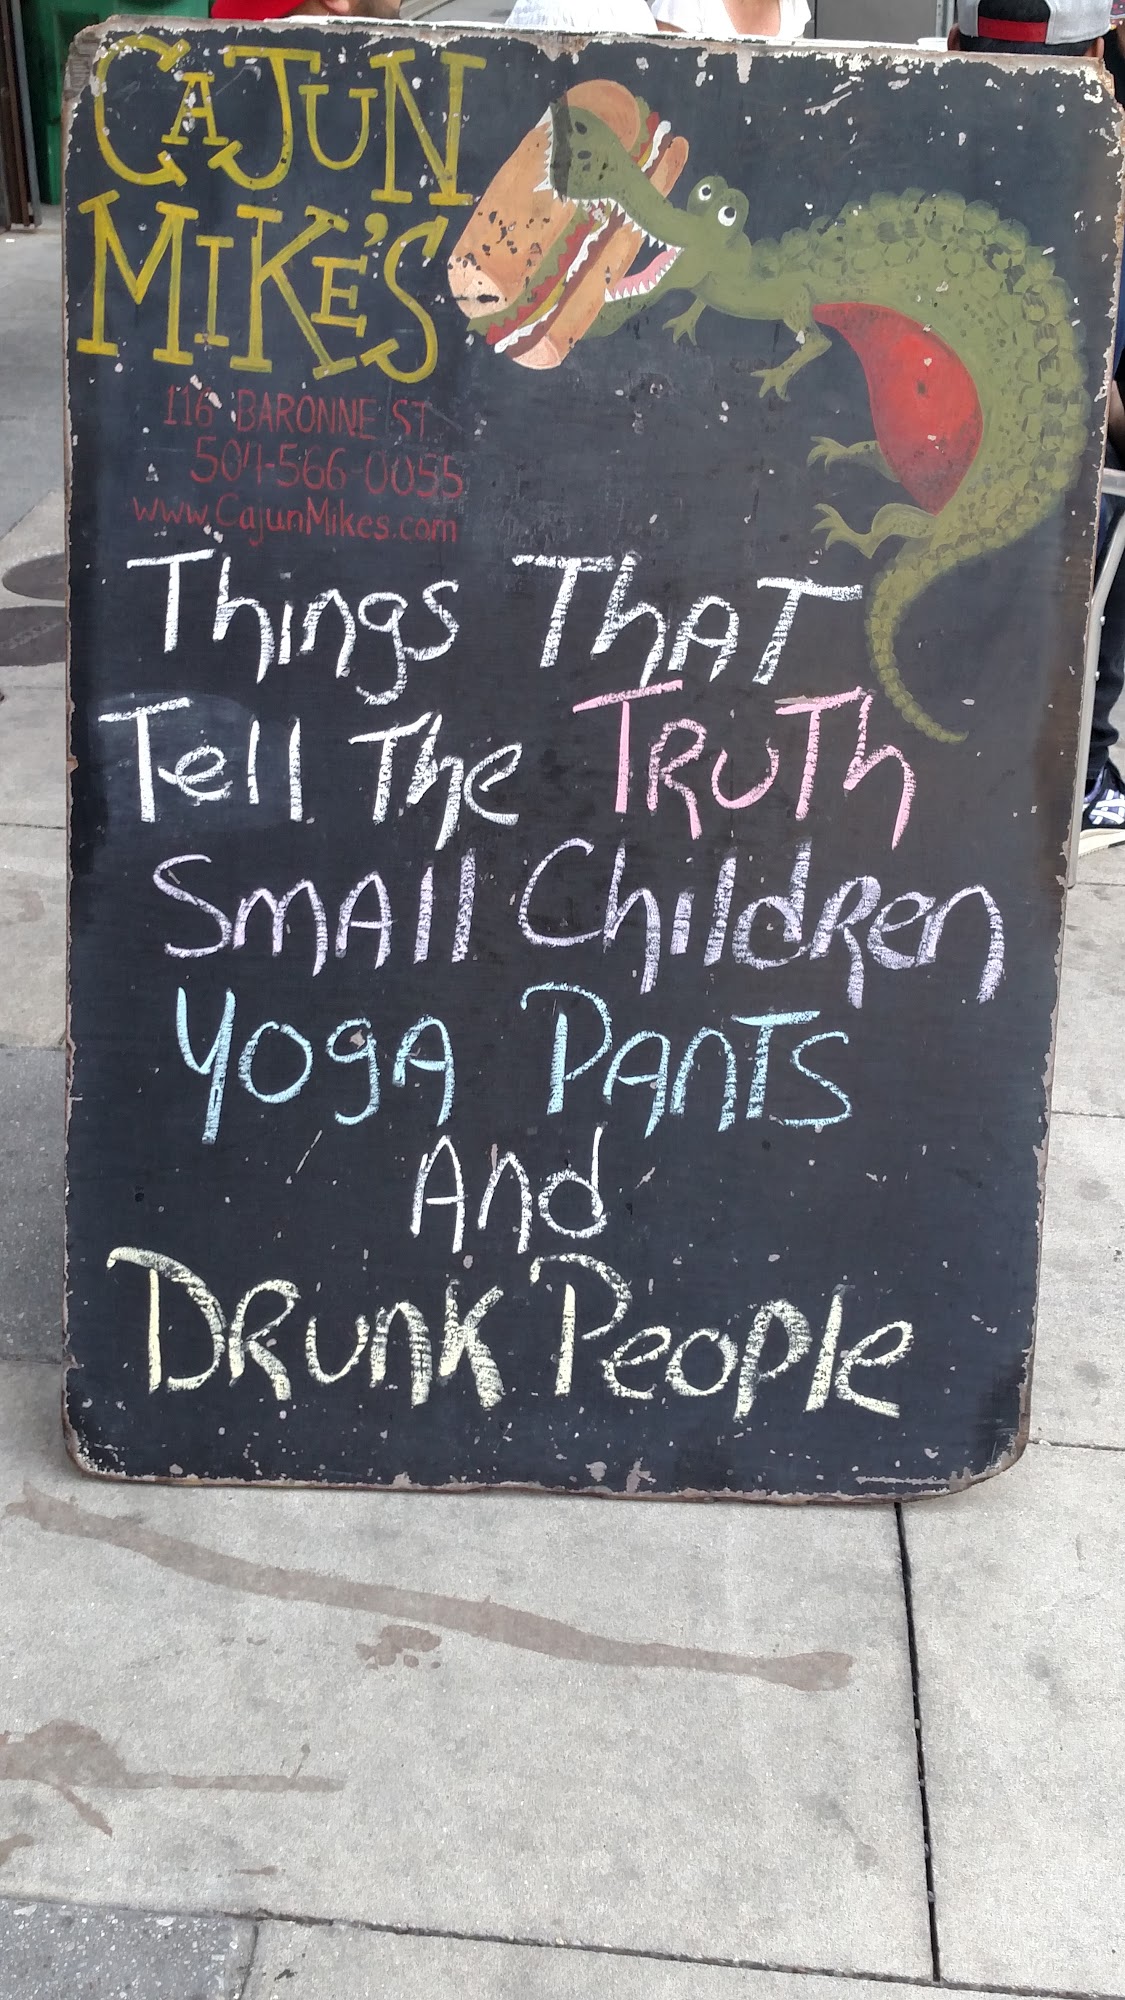 CAJUN
MIKE'S
116 BARONNE ST.
504-566-0055
www.CajunMikes.com
Things ThAT
Tell The TRuTh
SmAll ChildRen
YogA PAnTs
And
DRunK People